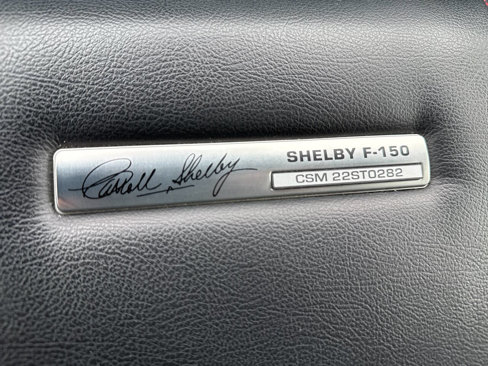 Carroll Shelby
SHELBY F-150
CSM 22ST0282